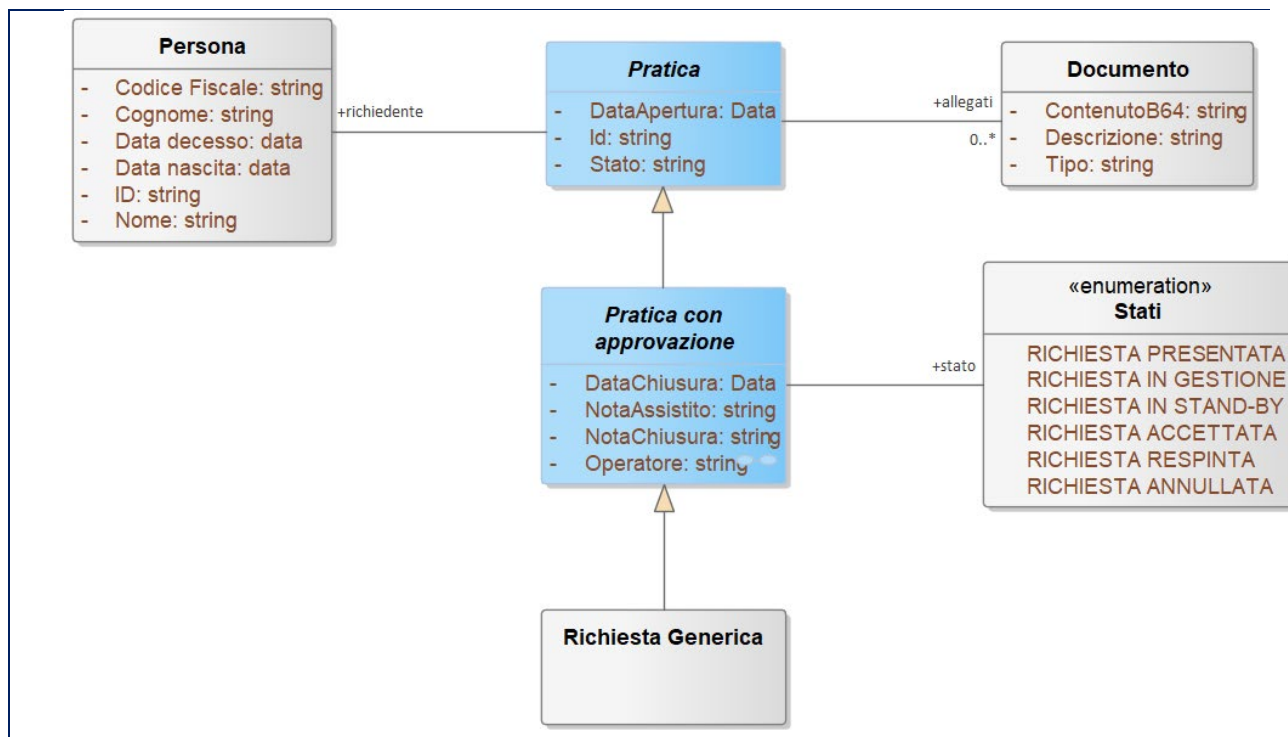 Persona
- Codice Fiscale: string
- Cognome: string
- Data decesso: data
- Data nascita: data
- ID: string
- Nome: string
+richiedente
Pratica
- DataApertura: Data
- Id: string
- Stato: string
+allegati
0..*
Documento
- ContenutoB64: string
- Descrizione: string
- Tipo: string
Pratica con
approvazione
- DataChiusura: Data
- NotaAssistito: string
- NotaChiusura: string
- Operatore: string
+stato
«enumeration»
Stati
RICHIESTA PRESENTATA
RICHIESTA IN GESTIONE
RICHIESTA IN STAND-BY
RICHIESTA ACCETTATA
RICHIESTA RESPINTA
RICHIESTA ANNULLATA
Richiesta Generica